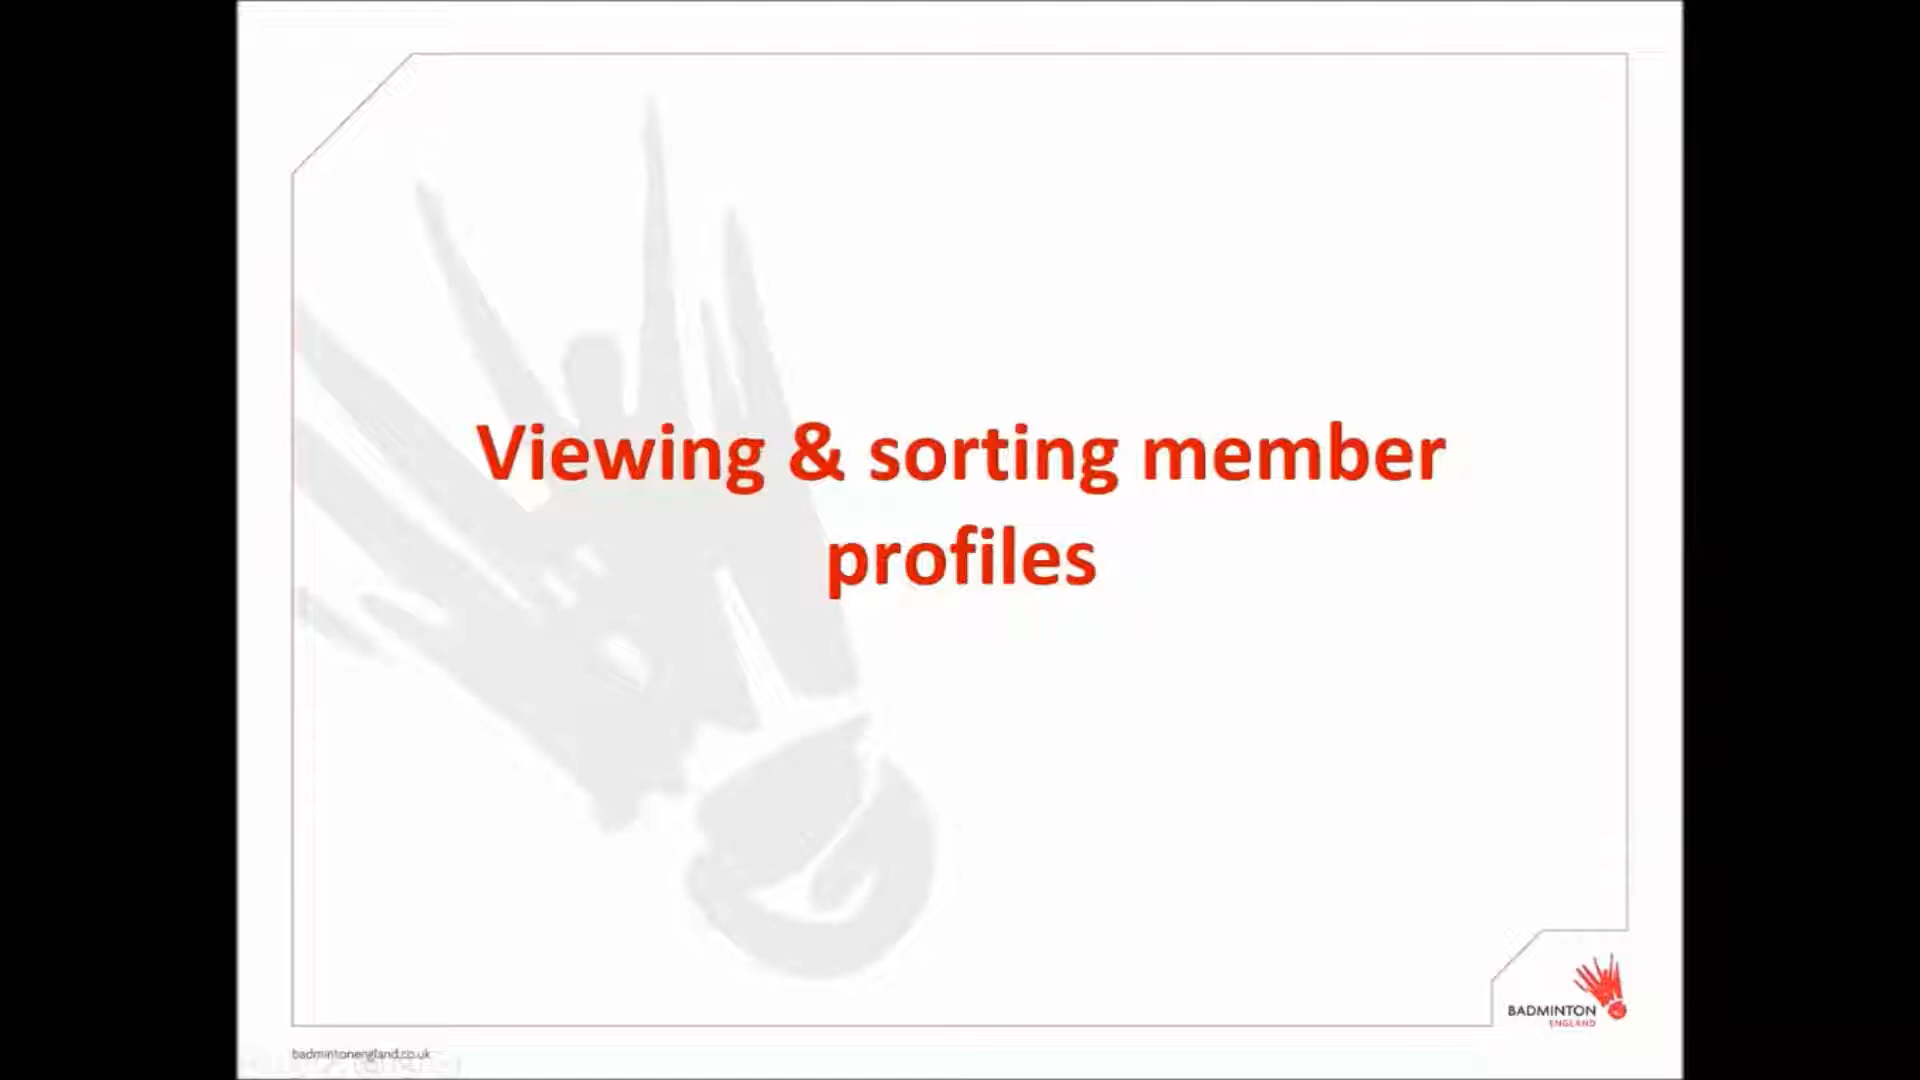 Viewing & sorting member
profiles
BADMINTON
ENGLAND
badmintonengland.co.uk